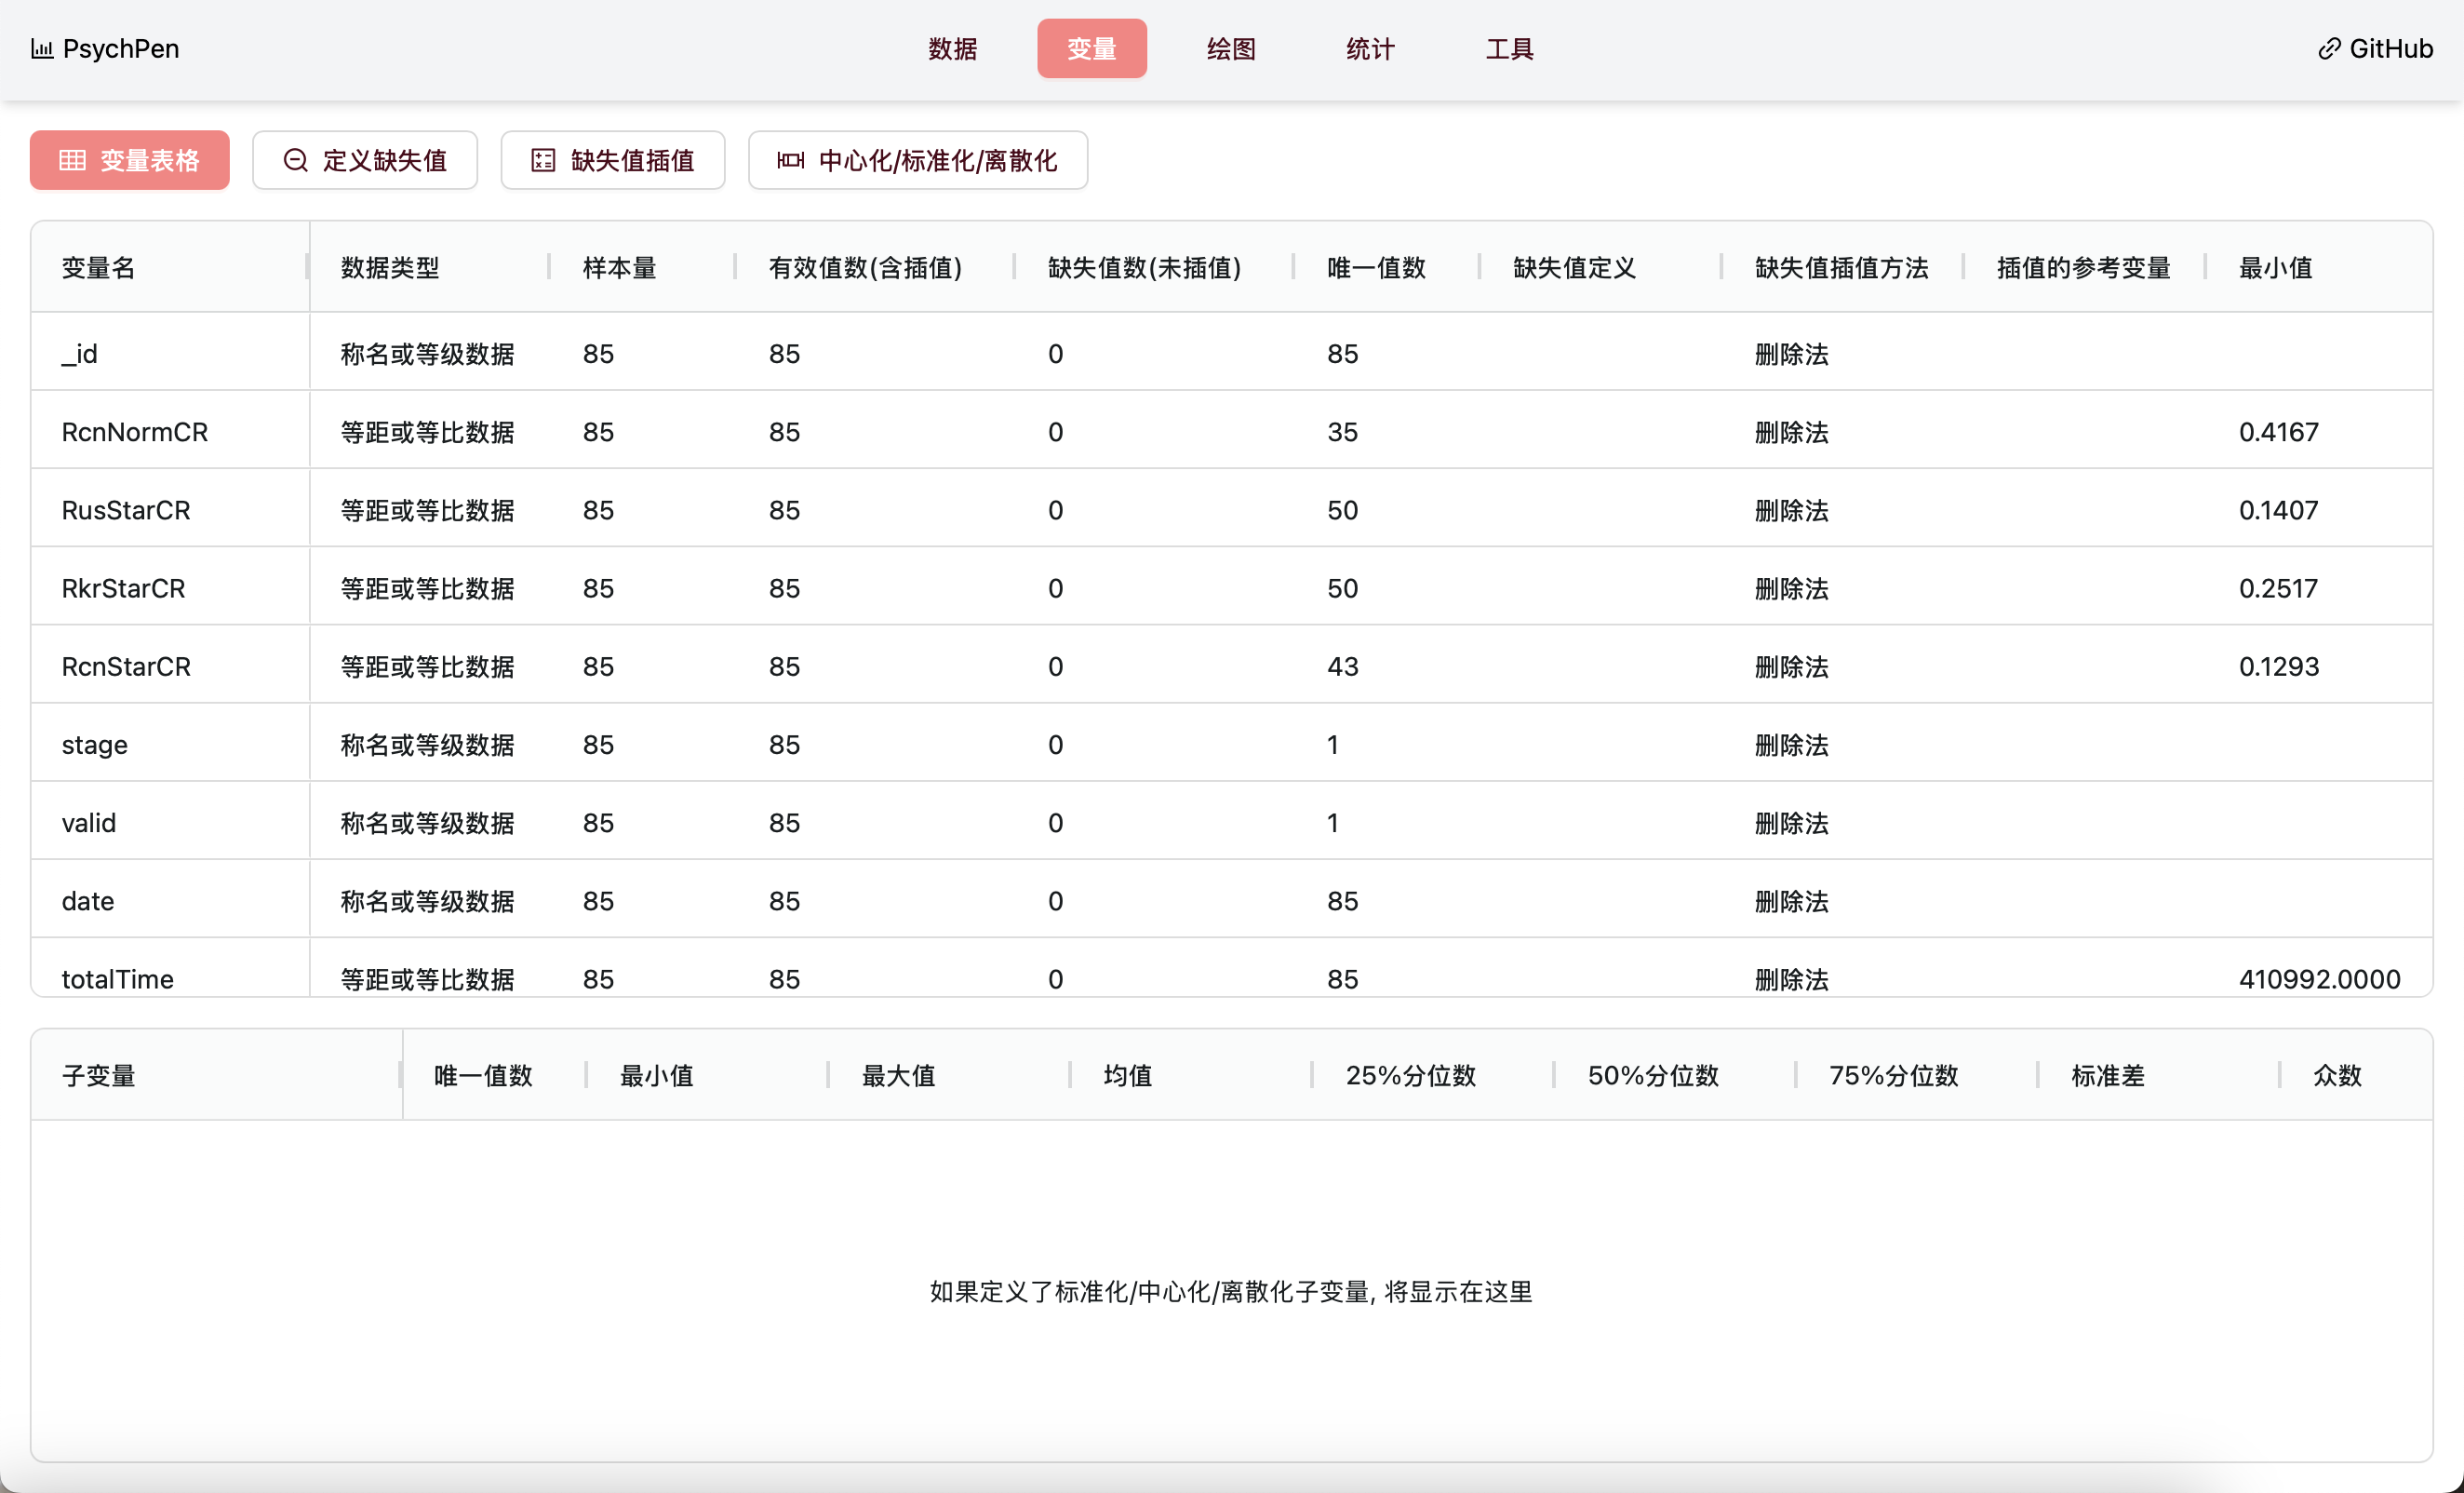 PsychPen 数据 变量 绘图 统计 工具 GitHub
变量表格 定义缺失值 缺失值插值 中心化/标准化/离散化
变量名 数据类型 样本量 有效值数(含插值) 缺失值数(未插值) 唯一值数 缺失值定义 缺失值插值方法 插值的参考变量 最小值
_id 称名或等级数据 85 85 0 85 删除法
RcnNormCR 等距或等比数据 85 85 0 35 删除法 0.4167
RusStarCR 等距或等比数据 85 85 0 50 删除法 0.1407
RkrStarCR 等距或等比数据 85 85 0 50 删除法 0.2517
RcnStarCR 等距或等比数据 85 85 0 43 删除法 0.1293
stage 称名或等级数据 85 85 0 1 删除法
valid 称名或等级数据 85 85 0 1 删除法
date 称名或等级数据 85 85 0 85 删除法
totalTime 等距或等比数据 85 85 0 85 删除法 410992.0000
子变量 唯一值数 最小值 最大值 均值 25%分位数 50%分位数 75%分位数 标准差 众数
如果定义了标准化/中心化/离散化子变量, 将显示在这里